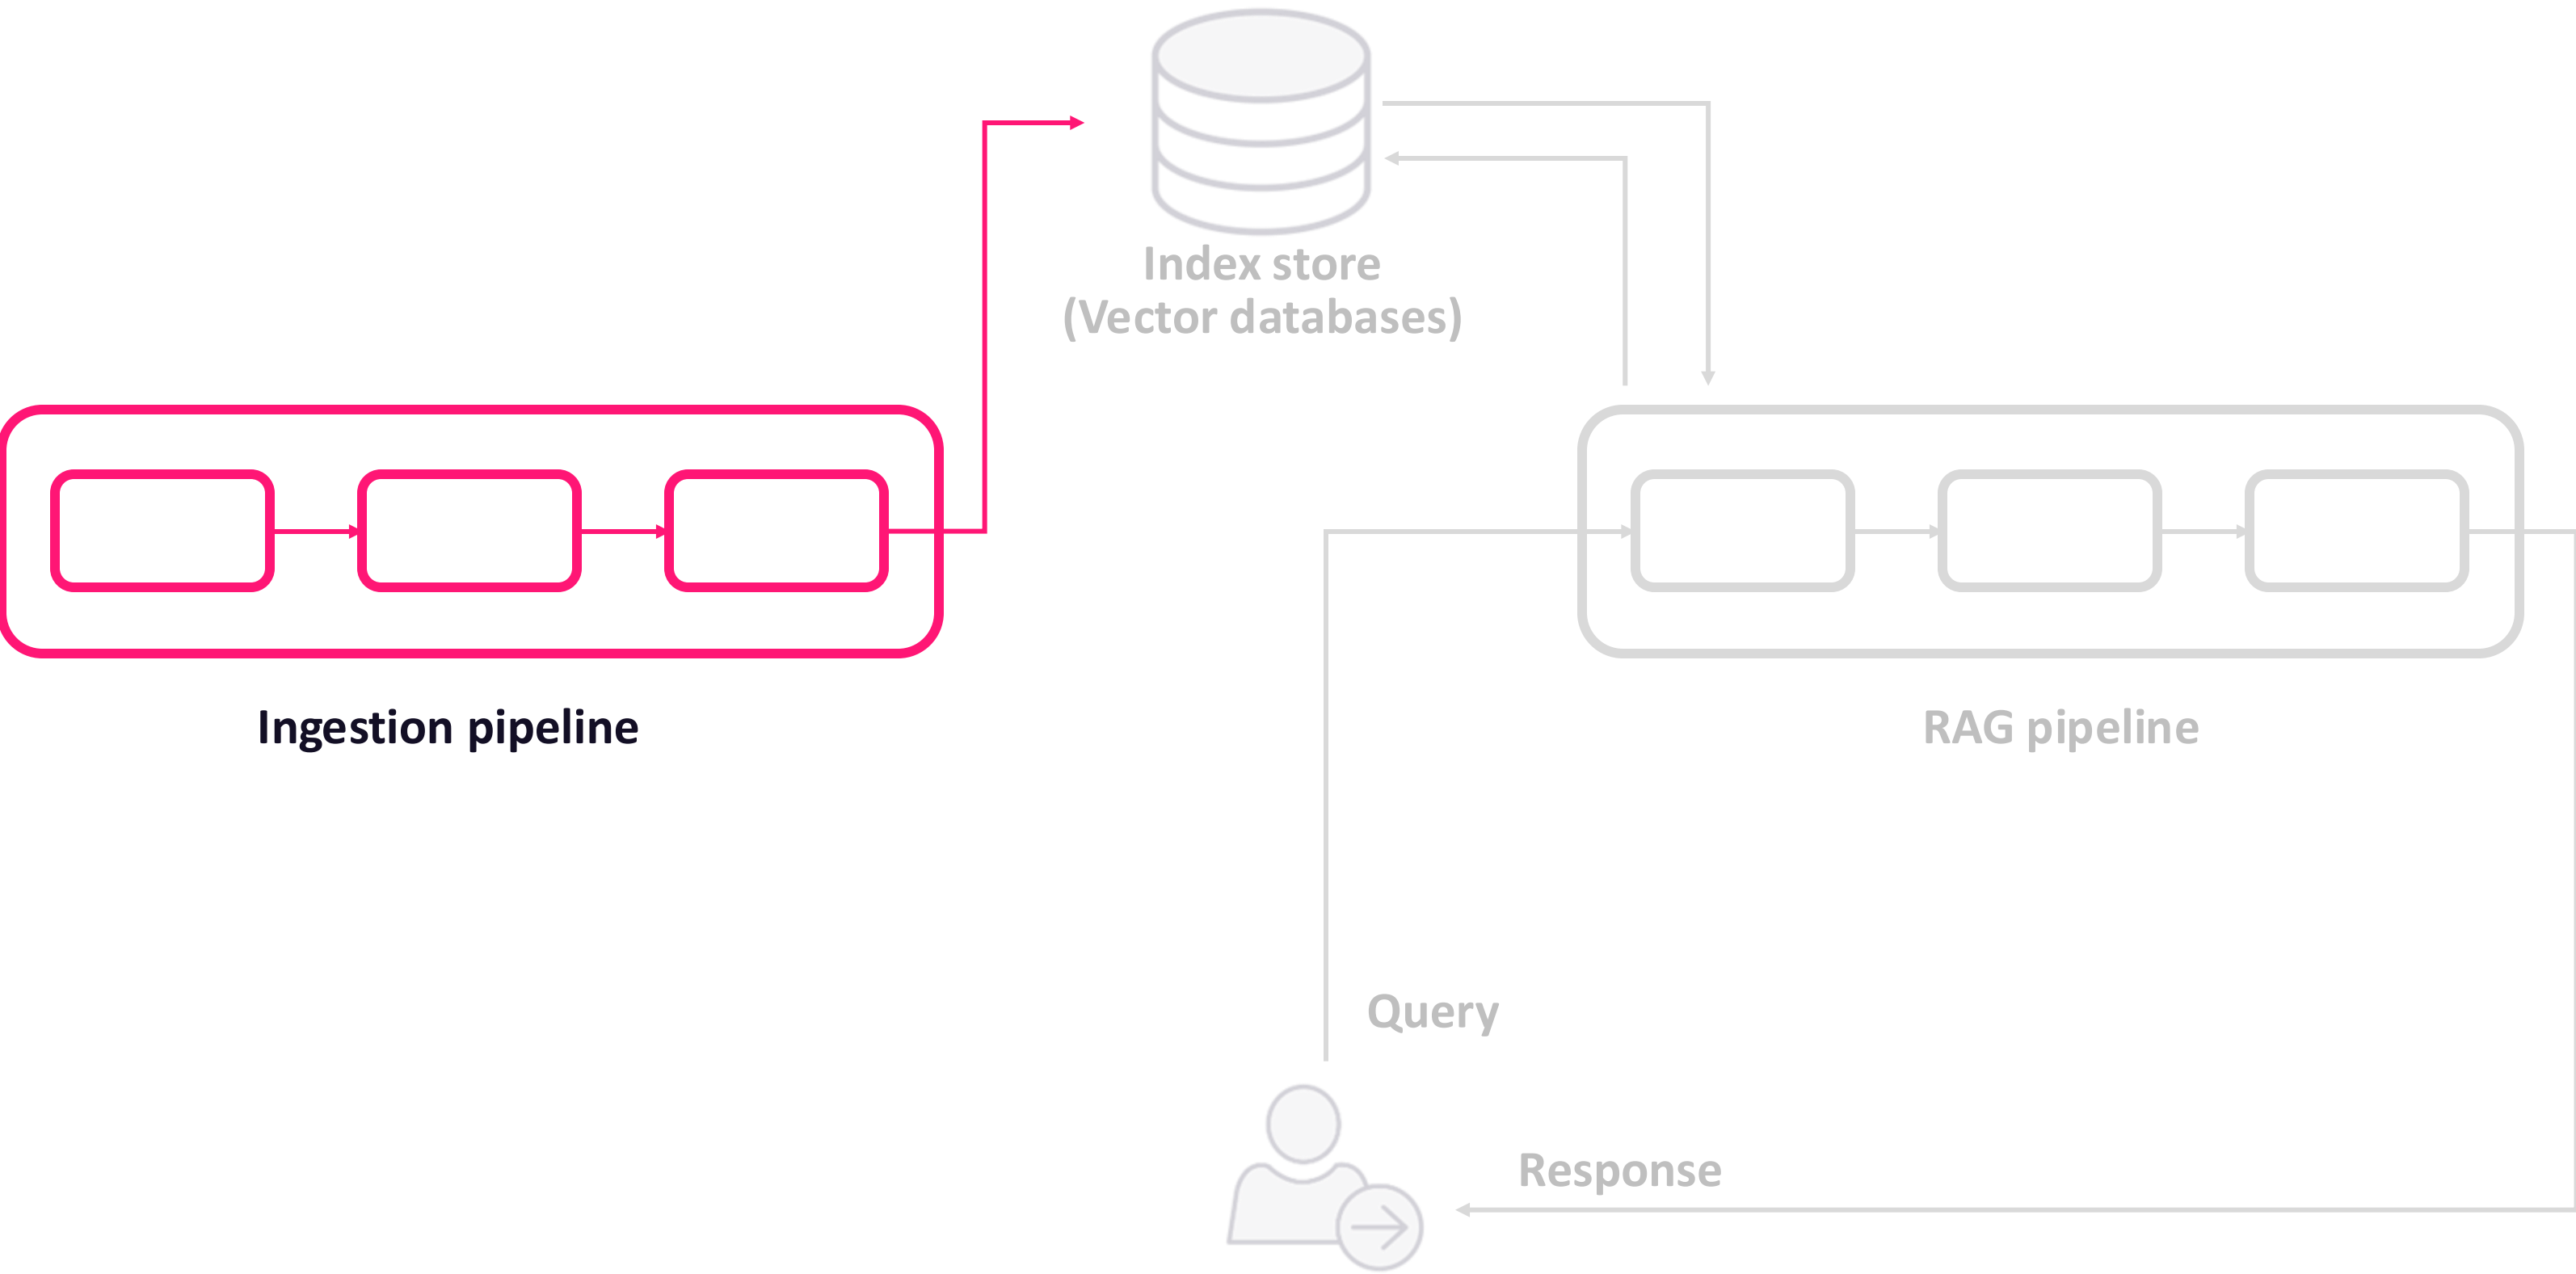 Index store
(Vector databases)
Ingestion pipeline
RAG pipeline
Query
Response